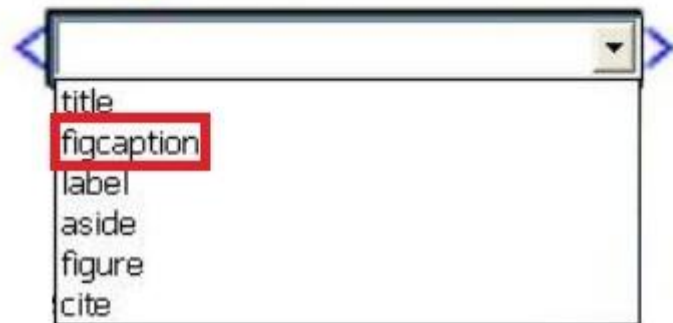 < >
title
figcaption
label
aside
figure
cite